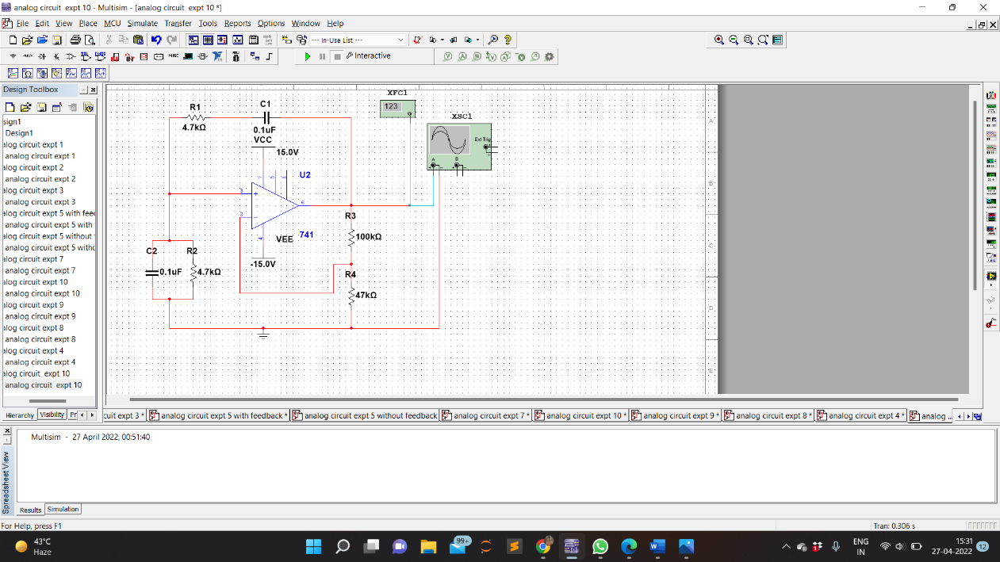 analog circuit  expt 10 - Multisim - [analog circuit  expt 10 *]
File Edit View Place MCU Simulate Transfer Tools Reports Options Window Help
--- In-Use List ---
Interactive
Design Toolbox
sign1
Design1
alog circuit expt 1
analog circuit expt 1
alog circuit expt 2
analog circuit expt 2
alog circuit expt 3
analog circuit expt 3
alog circuit expt 5 with feed
analog circuit expt 5 with
alog circuit expt 5 without
analog circuit expt 5 witho
alog circuit expt 7
analog circuit expt 7
alog circuit expt 10
analog circuit expt 10
alog circuit expt 9
analog circuit expt 9
alog circuit expt 8
analog circuit expt 8
alog circuit expt 4
analog circuit expt 4
alog circuit  expt 10
analog circuit  expt 10
Hierarchy Visibility Pr
XFC1
123
XSC1
Ext Trig
A
B
R1
4.7kΩ
C1
0.1uF
VCC
15.0V
U2
7
5
1
3
2
6
4
741
VEE
-15.0V
R3
100kΩ
R4
47kΩ
C2
0.1uF
R2
4.7kΩ
A
B
C
D
E
cuit expt 3 * analog circuit expt 5 with feedback * analog circuit expt 5 without feedback analog circuit expt 7 * analog circuit expt 10 * analog circuit expt 9 * analog circuit expt 8 * analog circuit expt 4 * analog ...
Multisim  -  27 April 2022, 00:51:40
Spreadsheet View
Results Simulation
For Help, press F1
Tran: 0.306 s
43°C
Haze
99+
ENG
IN
15:31
27-04-2022
12